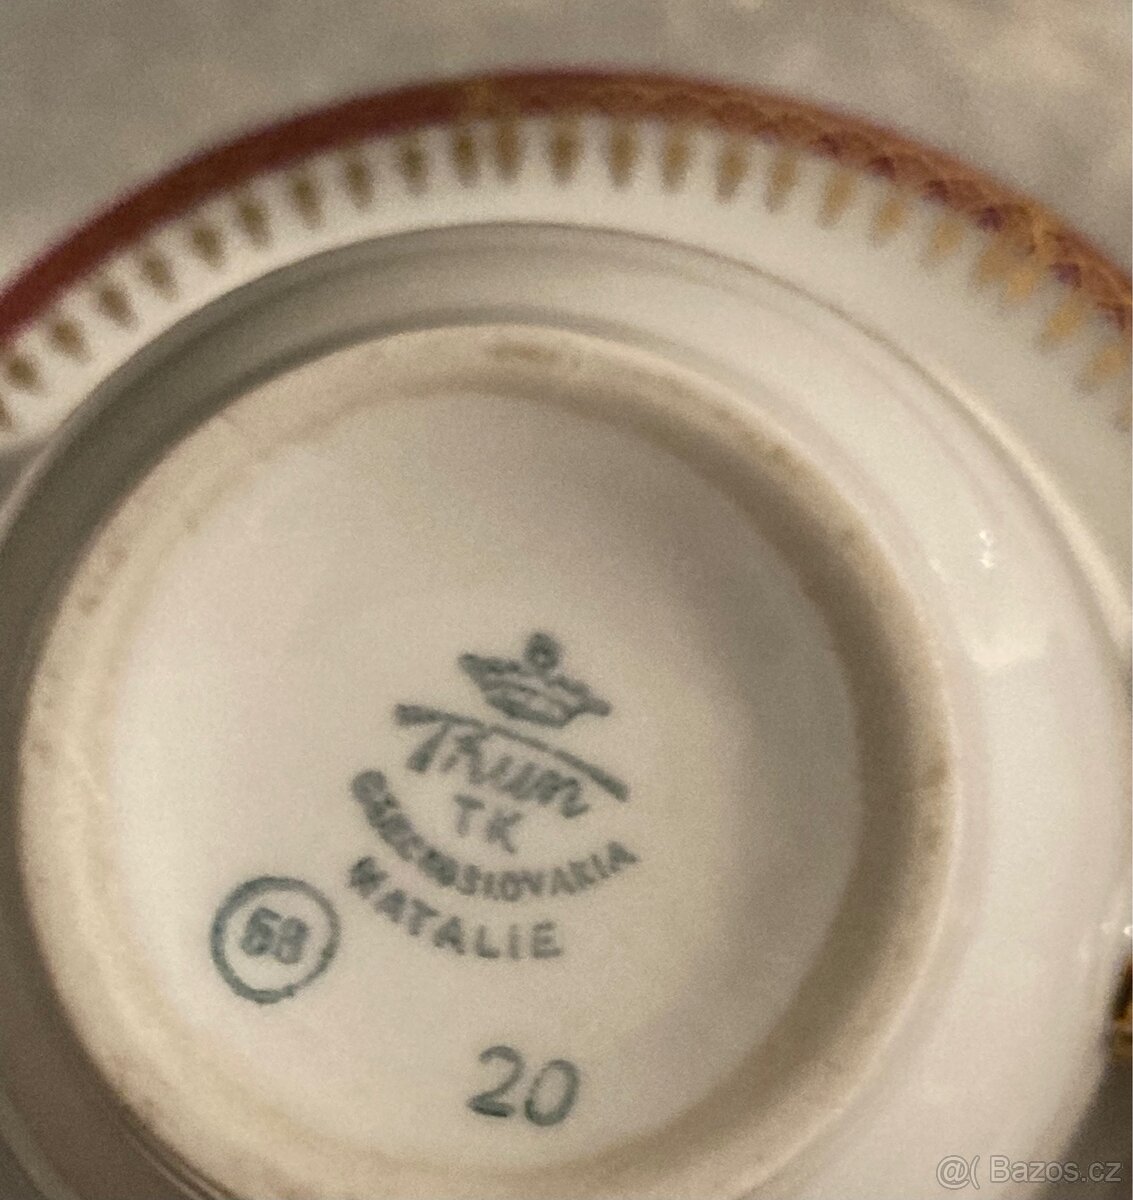 Thun
TK
CZECHOSLOVAKIA
NATALIE
68
20
@( Bazos.cz